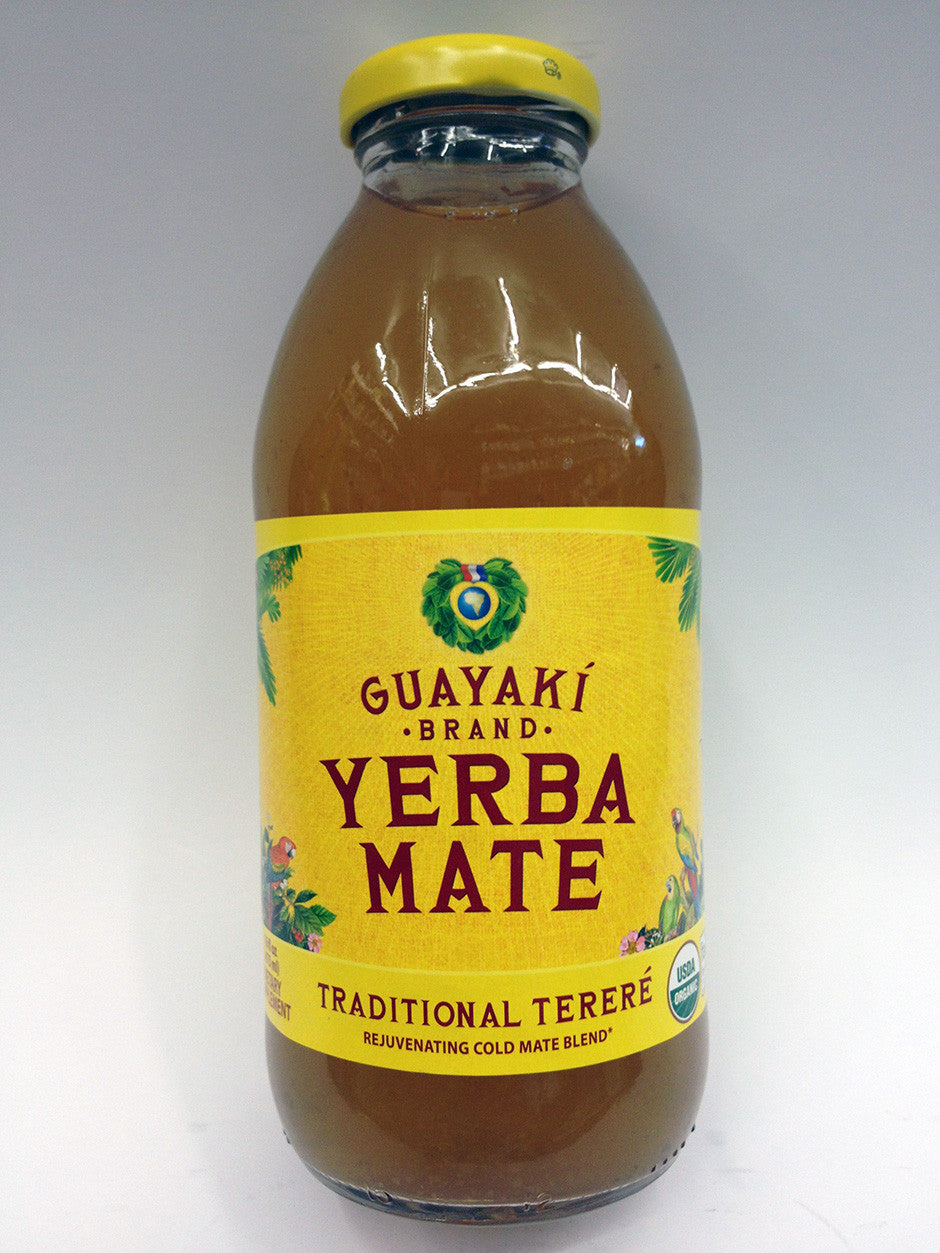 GUAYAKÍ
•BRAND•
YERBA
MATE
TRADITIONAL TERERÉ
REJUVENATING COLD MATE BLEND*
USDA
ORGANIC